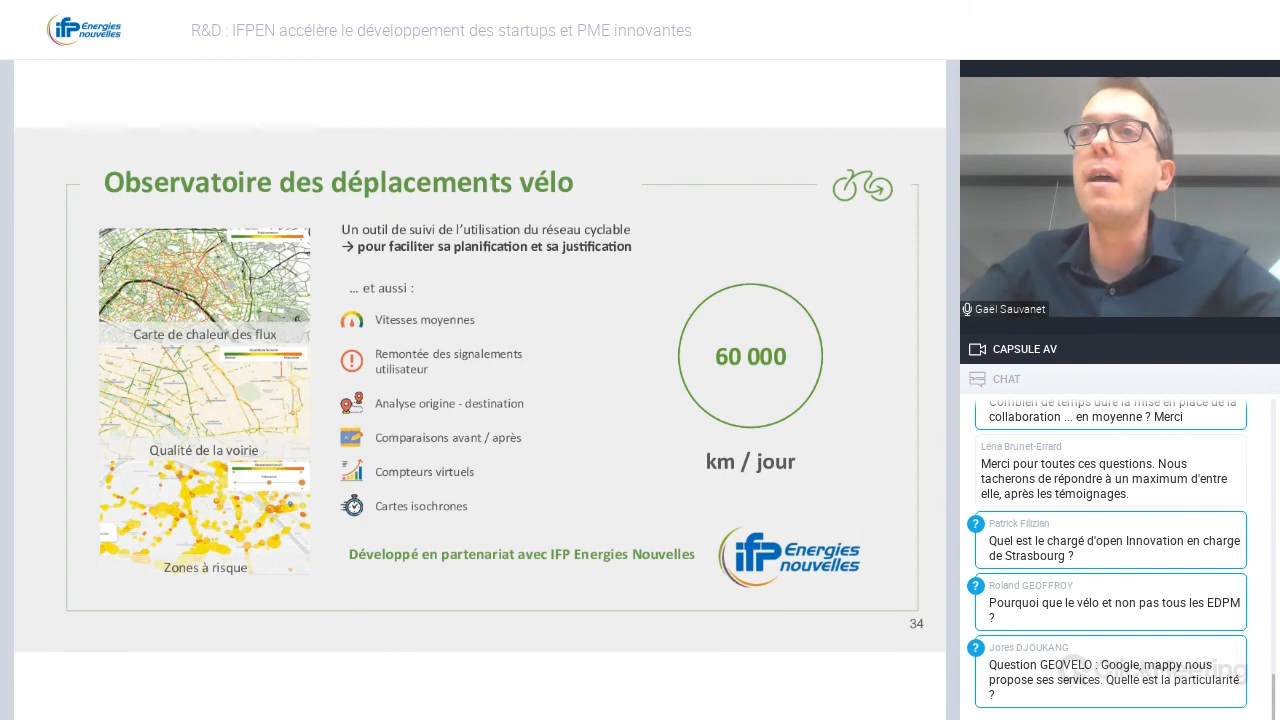 ifp Energies nouvelles
R&D : IFPEN accélère le développement des startups et PME innovantes
Observatoire des déplacements vélo
Carte de chaleur des flux
Qualité de la voirie
Zones à risque
Un outil de suivi de l'utilisation du réseau cyclable
→ pour faciliter sa planification et sa justification
... et aussi :
Vitesses moyennes
Remontée des signalements
utilisateur
Analyse origine - destination
Comparaisons avant / après
Compteurs virtuels
Cartes isochrones
60 000
km / jour
Développé en partenariat avec IFP Energies Nouvelles
ifp Energies nouvelles
34
Gaël Sauvanet
CAPSULE AV
CHAT
Combien de temps dure la mise en place de la
collaboration ... en moyenne ? Merci
Léna Brunet-Errard
Merci pour toutes ces questions. Nous
tacherons de répondre à un maximum d'entre
elle, après les témoignages.
? Patrick Filizian
Quel est le chargé d'open Innovation en charge
de Strasbourg ?
? Roland GEOFFROY
Pourquoi que le vélo et non pas tous les EDPM
?
? Jores DJOUKANG
Question GEOVELO : Google, mappy nous
propose ses services. Quelle est la particularité
?
ClickMeeting